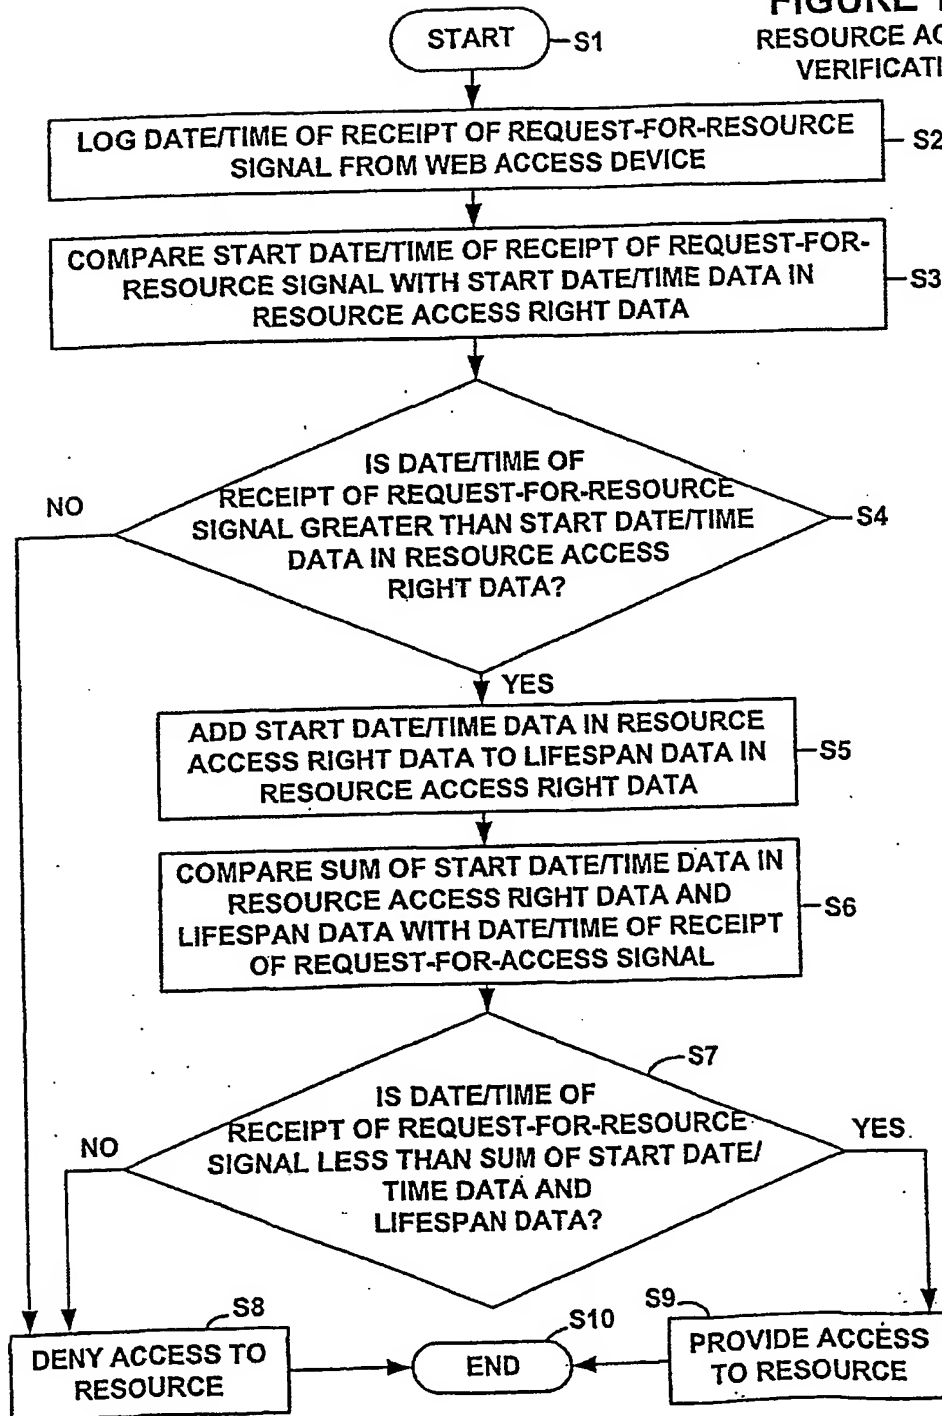 FIGURE
RESOURCE
VERIFICATI
START
S1
LOG DATE/TIME OF RECEIPT OF REQUEST-FOR-RESOURCE
SIGNAL FROM WEB ACCESS DEVICE
S2
COMPARE START DATE/TIME OF RECEIPT OF REQUEST-FOR-
RESOURCE SIGNAL WITH START DATE/TIME DATA IN
RESOURCE ACCESS RIGHT DATA
S3
IS DATE/TIME OF
RECEIPT OF REQUEST-FOR-RESOURCE
SIGNAL GREATER THAN START DATE/TIME
DATA IN RESOURCE ACCESS
RIGHT DATA?
NO
S4
YES
ADD START DATE/TIME DATA IN RESOURCE
ACCESS RIGHT DATA TO LIFESPAN DATA IN
RESOURCE ACCESS RIGHT DATA
S5
COMPARE SUM OF START DATE/TIME DATA IN
RESOURCE ACCESS RIGHT DATA AND
LIFESPAN DATA WITH DATE/TIME OF RECEIPT
OF REQUEST-FOR-ACCESS SIGNAL
S6
S7
IS DATE/TIME OF
RECEIPT OF REQUEST-FOR-RESOURCE
SIGNAL LESS THAN SUM OF START DATE/
TIME DATA AND
LIFESPAN DATA?
NO
YES
S8
DENY ACCESS TO
RESOURCE
S10
END
S9
PROVIDE ACCESS
TO RESOURCE